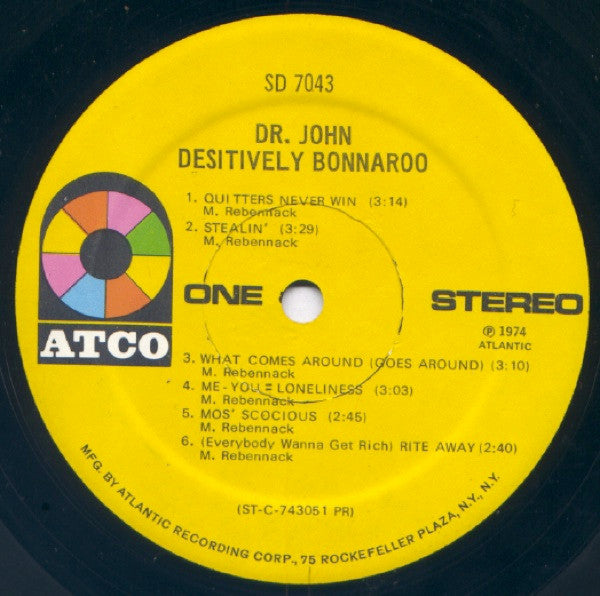 SD 7043
DR. JOHN
DESITIVELY BONNAROO
1. QUITTERS NEVER WIN (3:14)
M. Rebennack
2. STEALIN' (3:29)
M. Rebennack
ATCO
ONE
STEREO
℗ 1974
ATLANTIC
3. WHAT COMES AROUND (GOES AROUND) (3:10)
M. Rebennack
4. ME - YOU = LONELINESS (3:03)
M. Rebennack
5. MOS' SCOCIOUS (2:45)
M. Rebennack
6. (Everybody Wanna Get Rich) RITE AWAY (2:40)
M. Rebennack
(ST-C-743051 PR)
MFG. BY ATLANTIC RECORDING CORP., 75 ROCKEFELLER PLAZA, N.Y., N.Y.